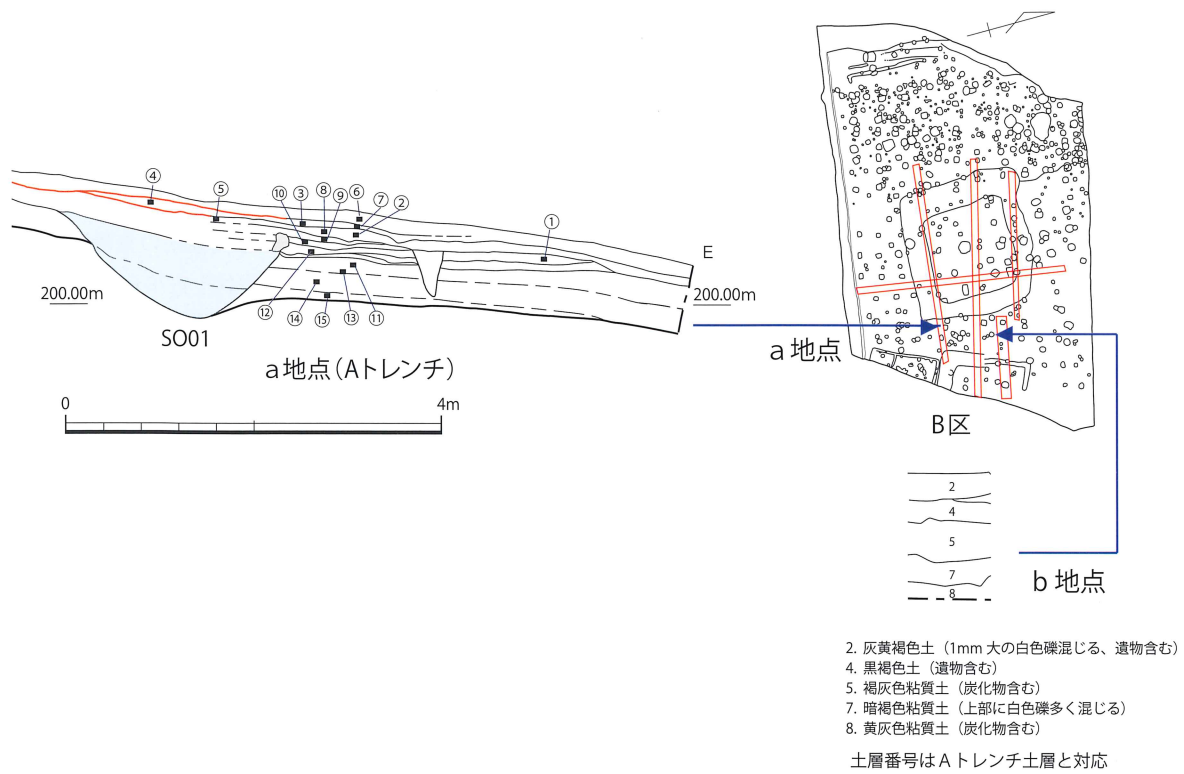 ④
⑤
⑩
③
⑧
⑨
⑥
⑦
②
①
E
200.00m
200.00m
⑫
⑭
⑮
⑬
⑪
SO01
a地点(Aトレンチ)
0
4m
a地点
B区
2
4
5
7
8
b地点
2. 灰黄褐色土（1mm 大の白色礫混じる、遺物含む）
4. 黒褐色土（遺物含む）
5. 褐灰色粘質土（炭化物含む）
7. 暗褐色粘質土（上部に白色礫多く混じる）
8. 黄灰色粘質土（炭化物含む）
土層番号はAトレンチ土層と対応